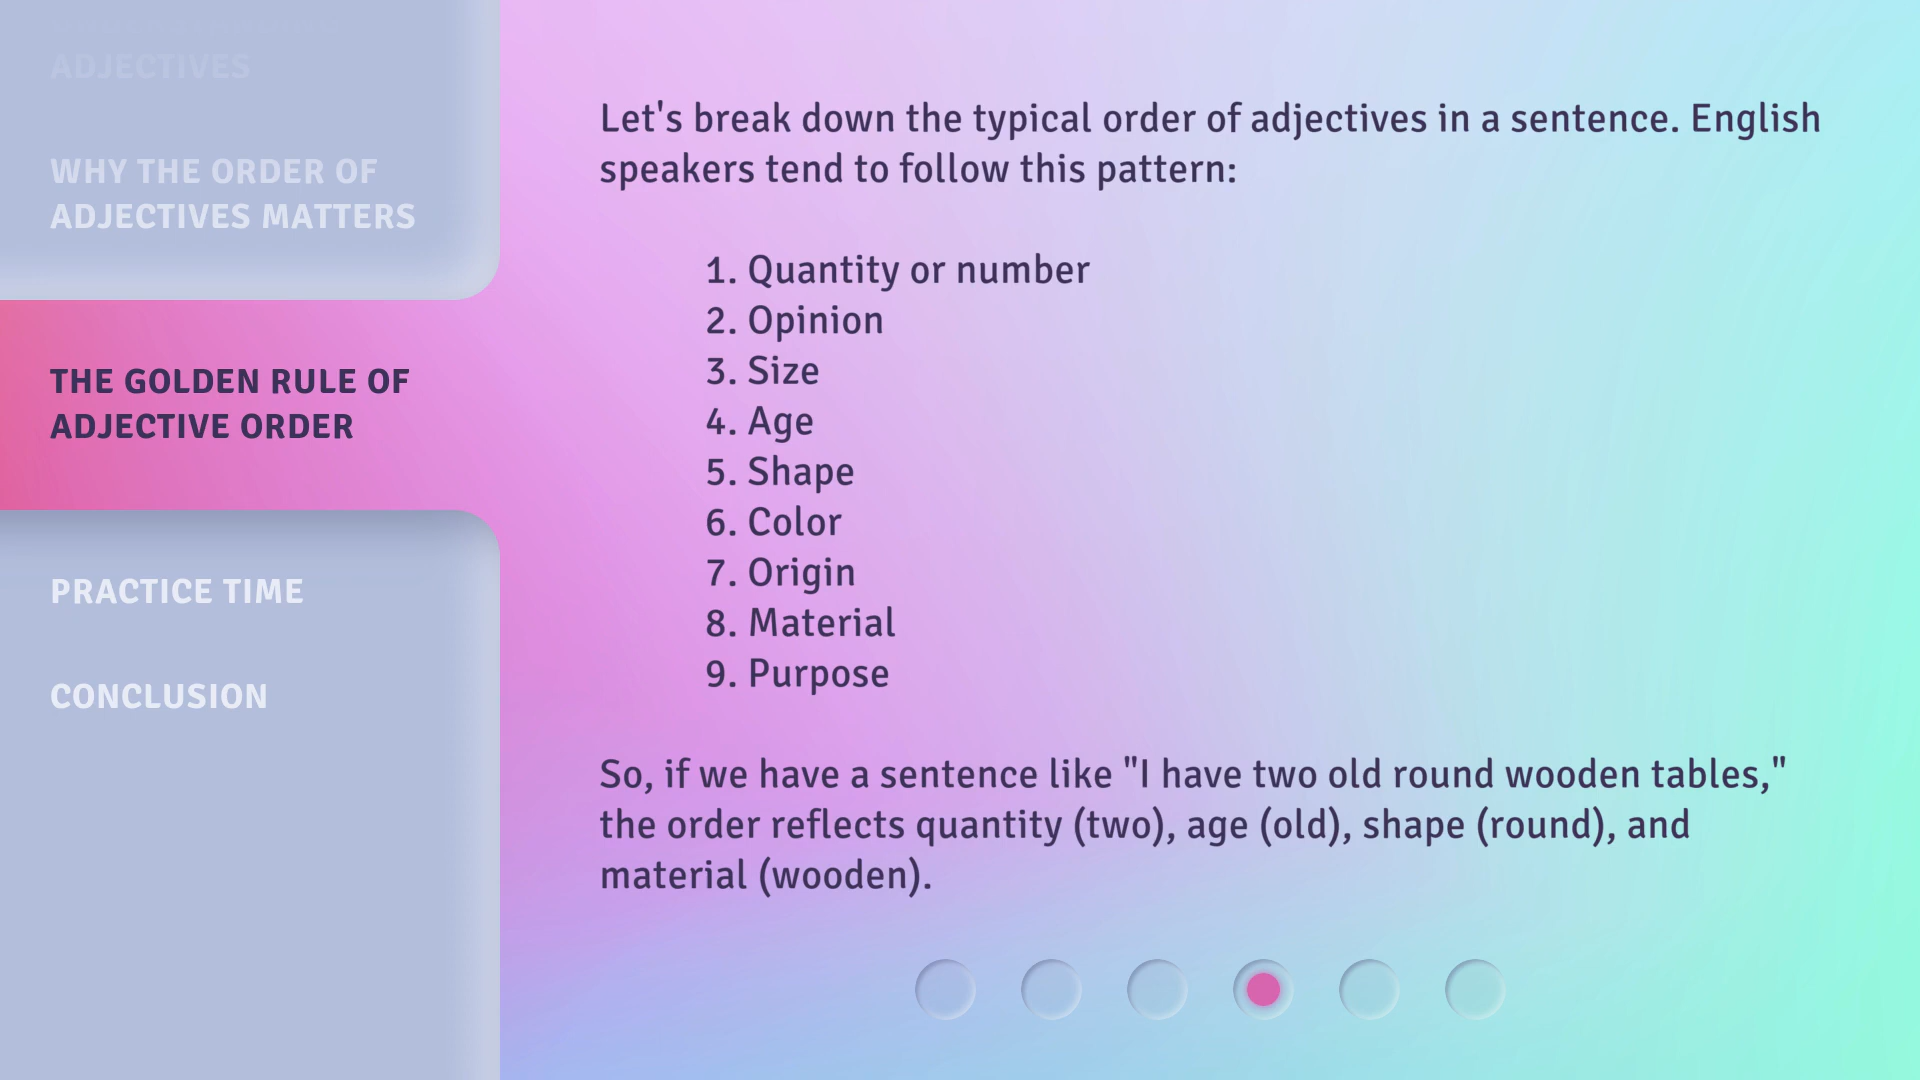 ADJECTIVES
WHY THE ORDER OF
ADJECTIVES MATTERS
THE GOLDEN RULE OF
ADJECTIVE ORDER
PRACTICE TIME
CONCLUSION
Let's break down the typical order of adjectives in a sentence. English
speakers tend to follow this pattern:
1. Quantity or number
2. Opinion
3. Size
4. Age
5. Shape
6. Color
7. Origin
8. Material
9. Purpose
So, if we have a sentence like "I have two old round wooden tables,"
the order reflects quantity (two), age (old), shape (round), and
material (wooden).